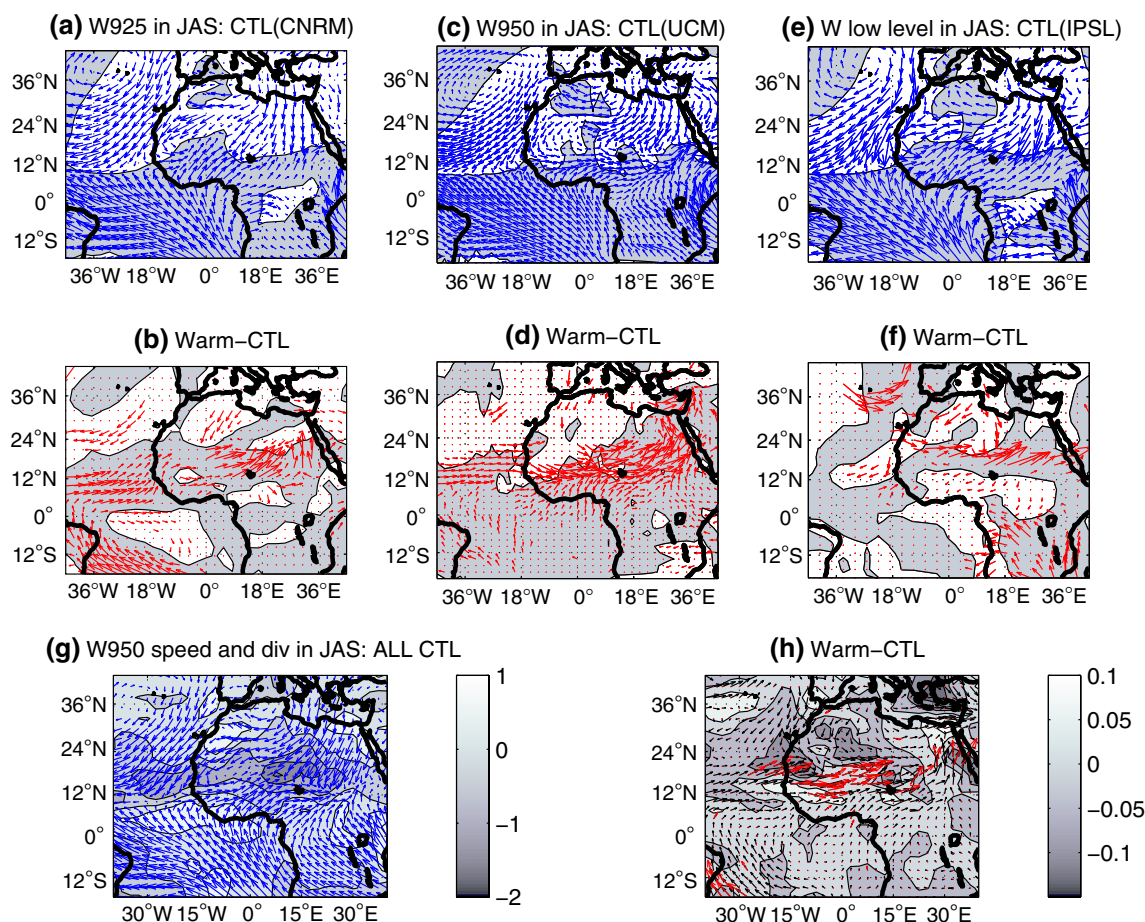 (a) W925 in JAS: CTL(CNRM)
(c) W950 in JAS: CTL(UCM)
(e) W low level in JAS: CTL(IPSL)
36°N
24°N
12°N
0°
12°S
36°W 18°W 0° 18°E 36°E
36°N
24°N
12°N
0°
12°S
36°W 18°W 0° 18°E 36°E
36°N
24°N
12°N
0°
12°S
36°W 18°W 0° 18°E 36°E
(b) Warm−CTL
(d) Warm−CTL
(f) Warm−CTL
36°N
24°N
12°N
0°
12°S
36°W 18°W 0° 18°E 36°E
36°N
24°N
12°N
0°
12°S
36°W 18°W 0° 18°E 36°E
36°N
24°N
12°N
0°
12°S
36°W 18°W 0° 18°E 36°E
(g) W950 speed and div in JAS: ALL CTL
36°N
24°N
12°N
0°
12°S
30°W 15°W 0° 15°E 30°E
1
0
−1
−2
(h) Warm−CTL
36°N
24°N
12°N
0°
12°S
30°W 15°W 0° 15°E 30°E
0.1
0.05
0
−0.05
−0.1